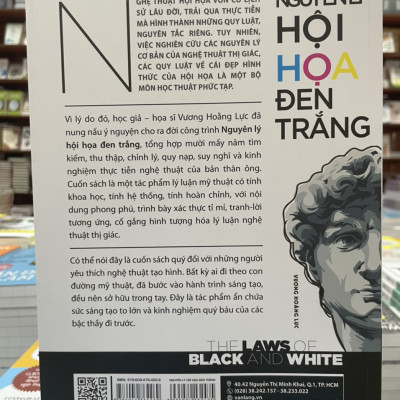 NGHỆ THUẬT HỘI HỌA VỐN CÓ LỊCH
SỬ LÂU ĐỜI, TRẢI QUA THỰC TIỄN
MÀ HÌNH THÀNH NHỮNG QUY LUẬT,
NGUYÊN TẮC RIÊNG. TUY NHIÊN,
VIỆC NGHIÊN CỨU CÁC NGUYÊN LÝ
CƠ BẢN CỦA NGHỆ THUẬT THỊ GIÁC,
CÁC QUY LUẬT VỀ CÁI ĐẸP HÌNH
THỨC CỦA HỘI HỌA LÀ MỘT BỘ
MÔN HỌC THUẬT PHỨC TẠP.
Vì lý do đó, học giả – họa sĩ Vương Hoằng Lực đã
nung nấu ý nguyện cho ra đời công trình Nguyên lý
hội họa đen trắng, tổng hợp mười mấy năm tìm
kiếm, thu thập, chỉnh lý, quy nạp, suy nghĩ và kinh
nghiệm thực tiễn nghệ thuật của bản thân ông.
Cuốn sách là một tác phẩm lý luận mỹ thuật có tính
khoa học, tính hệ thống, tính hoàn chỉnh, với nội
dung phong phú, trình bày xác thực tỉ mỉ, tranh-lời
tương ứng, cố gắng hình tượng hóa lý luận nghệ
thuật thị giác.
Có thể nói đây là cuốn sách quý đối với những người
yêu thích nghệ thuật tạo hình. Bất kỳ ai đi theo con
đường mỹ thuật, đã bước vào hành trình sáng tạo,
đều nên sở hữu trong tay. Đây là tác phẩm ẩn chứa
sức sáng tạo to lớn và kinh nghiệm quý báu của các
bậc thầy đi trước.
NGUYÊN LÝ
HỘI
HỌA
ĐEN
TRẮNG
VƯƠNG HOẰNG LỰC
THE LAWS OF
BLACK AND WHITE
40.42 Nguyễn Thị Minh Khai, Q.1, TP. HCM
(028) 38.242.157 - 38.233.022
vanlang.vn